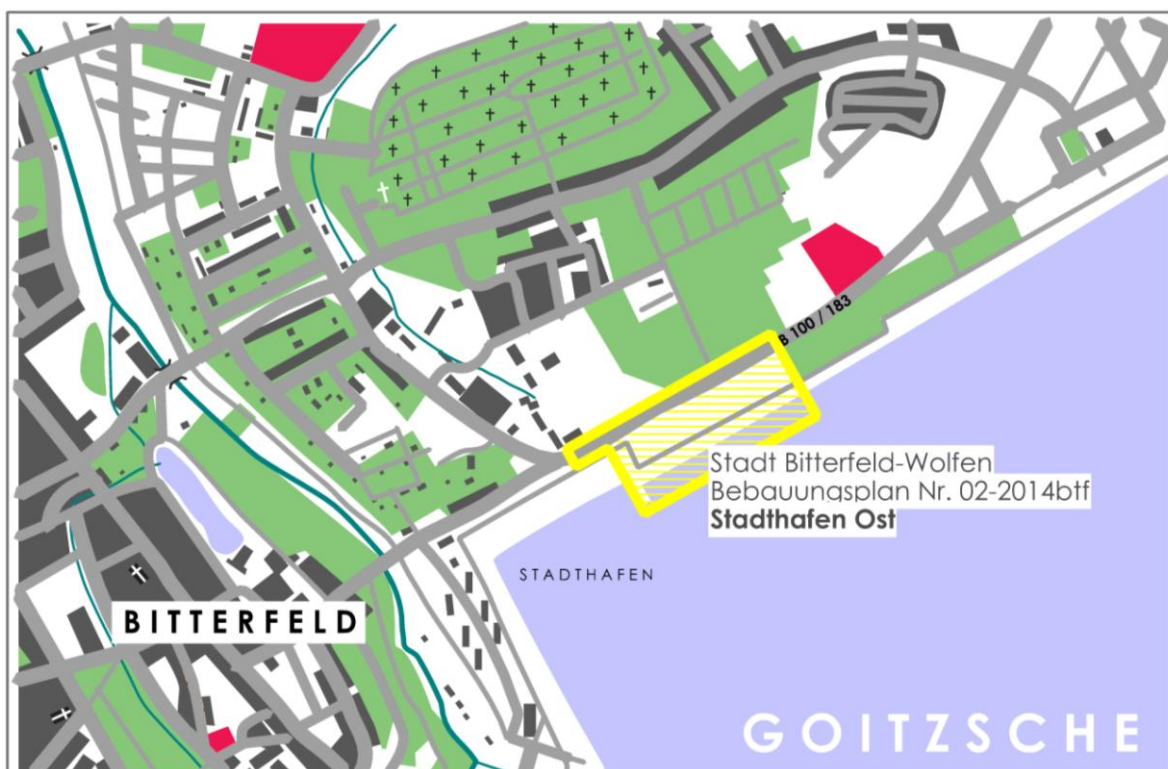 B 100 / 183
Stadt Bitterfeld-Wolfen
Bebauungsplan Nr. 02-2014btf
Stadthafen Ost
STADTHAFEN
BITTERFELD
GOITZSCHE